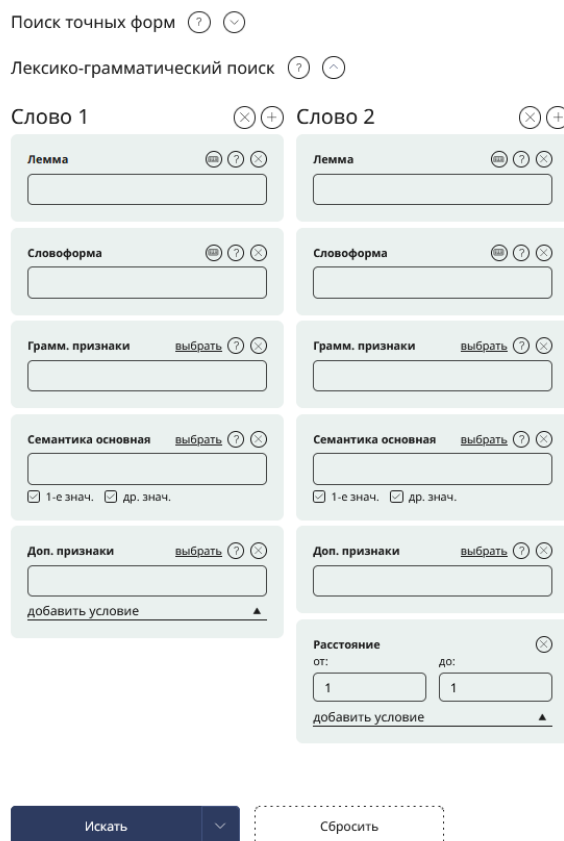 Поиск точных форм ?
Лексико-грамматический поиск ?
Слово 1
Лемма ?
Словоформа ?
Грамм. признаки выбрать ?
Семантика основная выбрать ?
1-е знач. др. знач.
Доп. признаки выбрать ?
добавить условие
Слово 2
Лемма ?
Словоформа ?
Грамм. признаки выбрать ?
Семантика основная выбрать ?
1-е знач. др. знач.
Доп. признаки выбрать ?
Расстояние
от: до:
1 1
добавить условие
Искать Сбросить